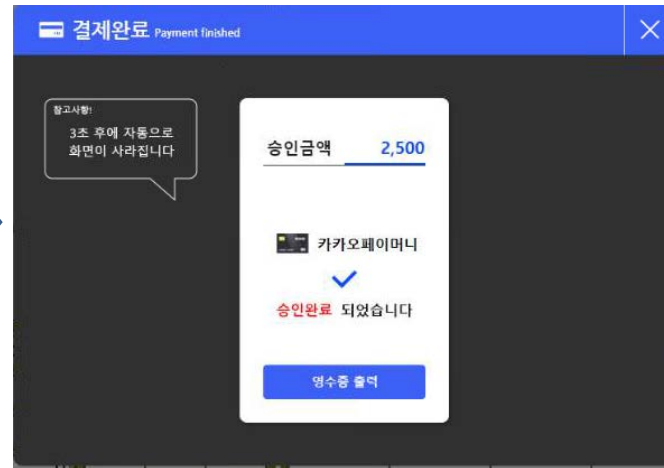 결제완료 Payment finished
참고사항!
3초 후에 자동으로
화면이 사라집니다
승인금액 2,500
카카오페이머니
승인완료 되었습니다
영수증 출력